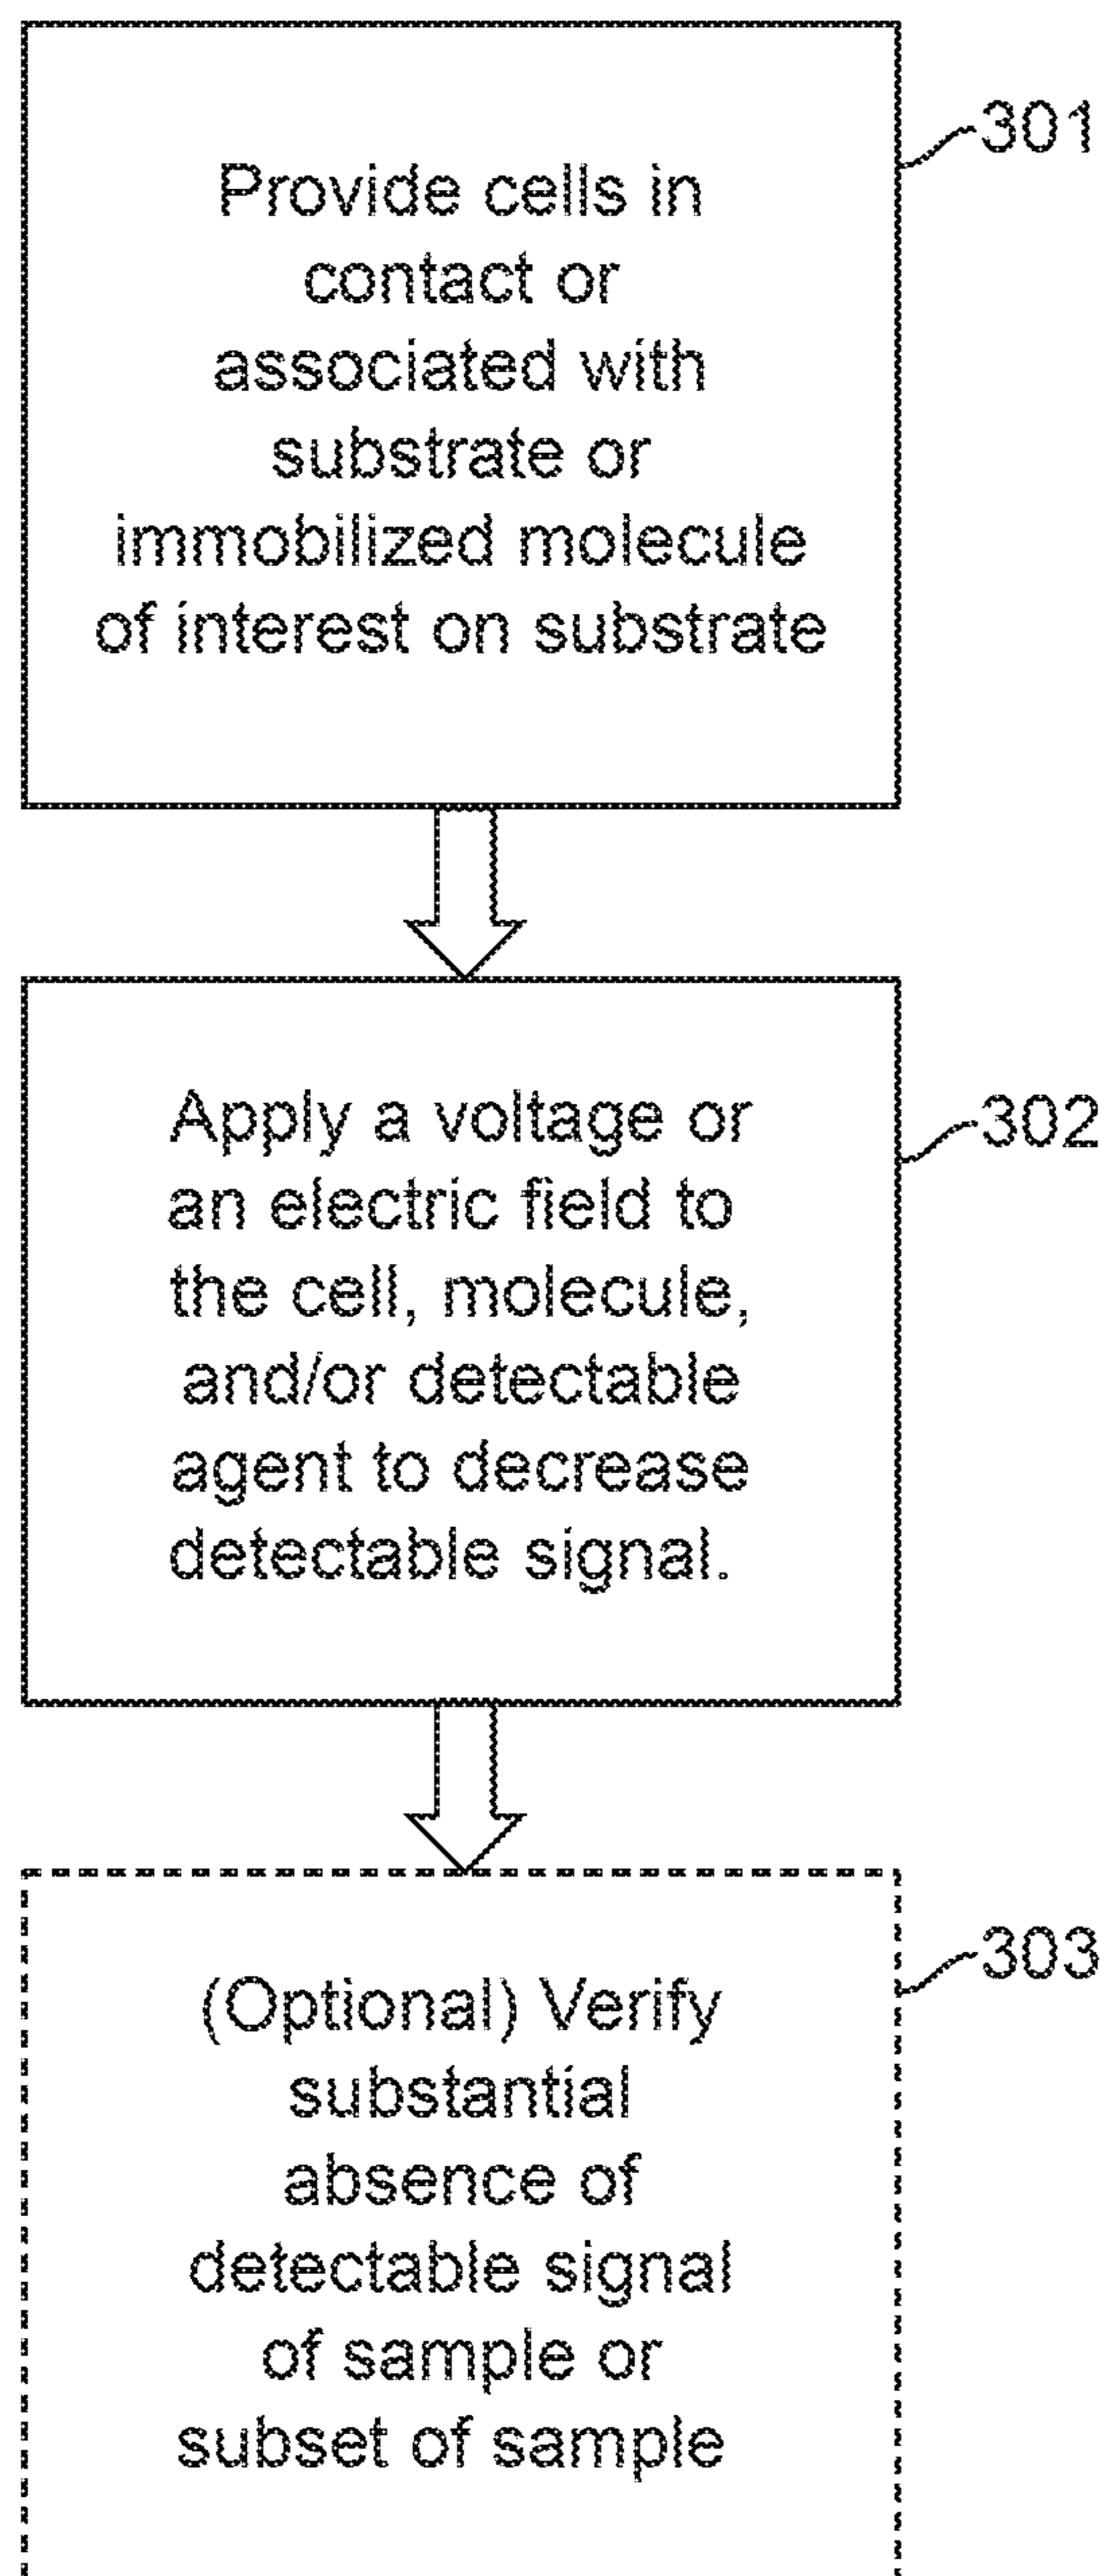 301
Provide cells in
contact or
associated with
substrate or
immobilized molecule
of interest on substrate
302
Apply a voltage or
an electric field to
the cell, molecule,
and/or detectable
agent to decrease
detectable signal.
303
(Optional) Verify
substantial
absence of
detectable signal
of sample or
subset of sample